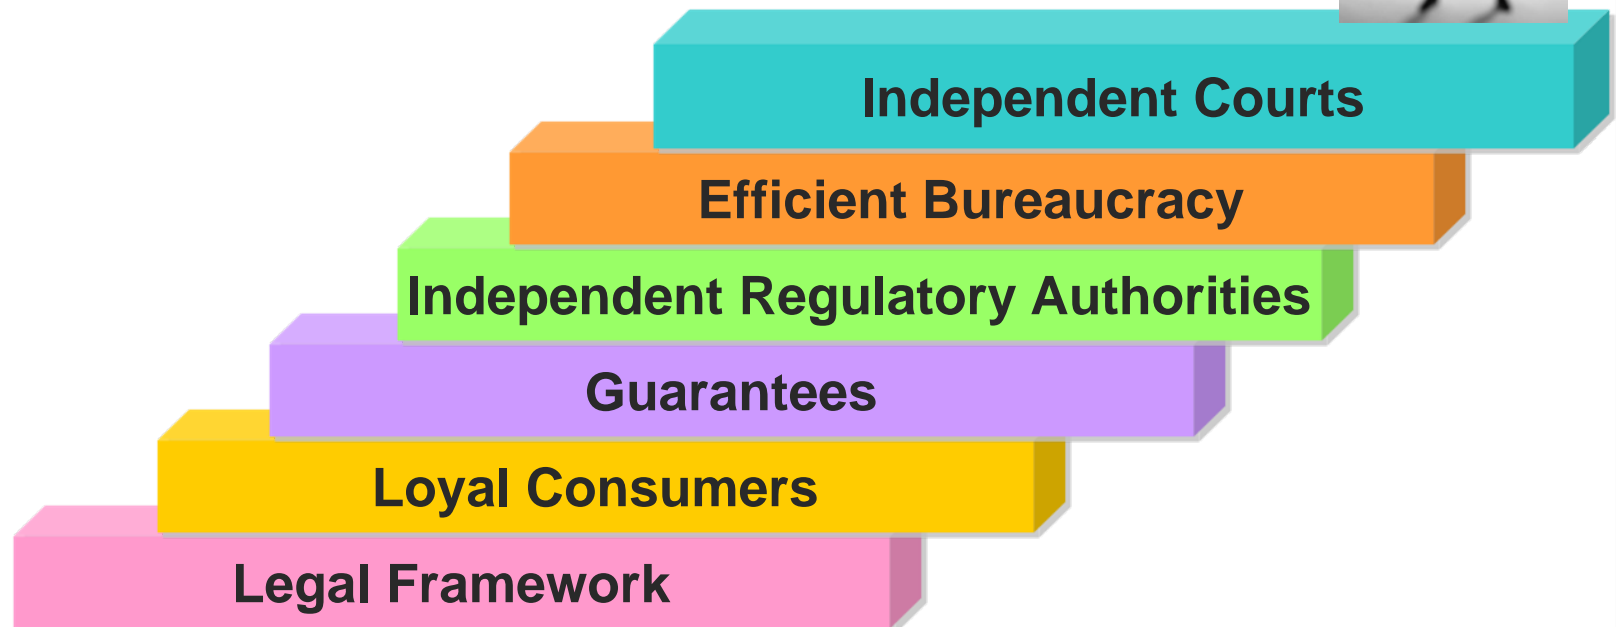 Independent Courts
Efficient Bureaucracy
Independent Regulatory Authorities
Guarantees
Loyal Consumers
Legal Framework